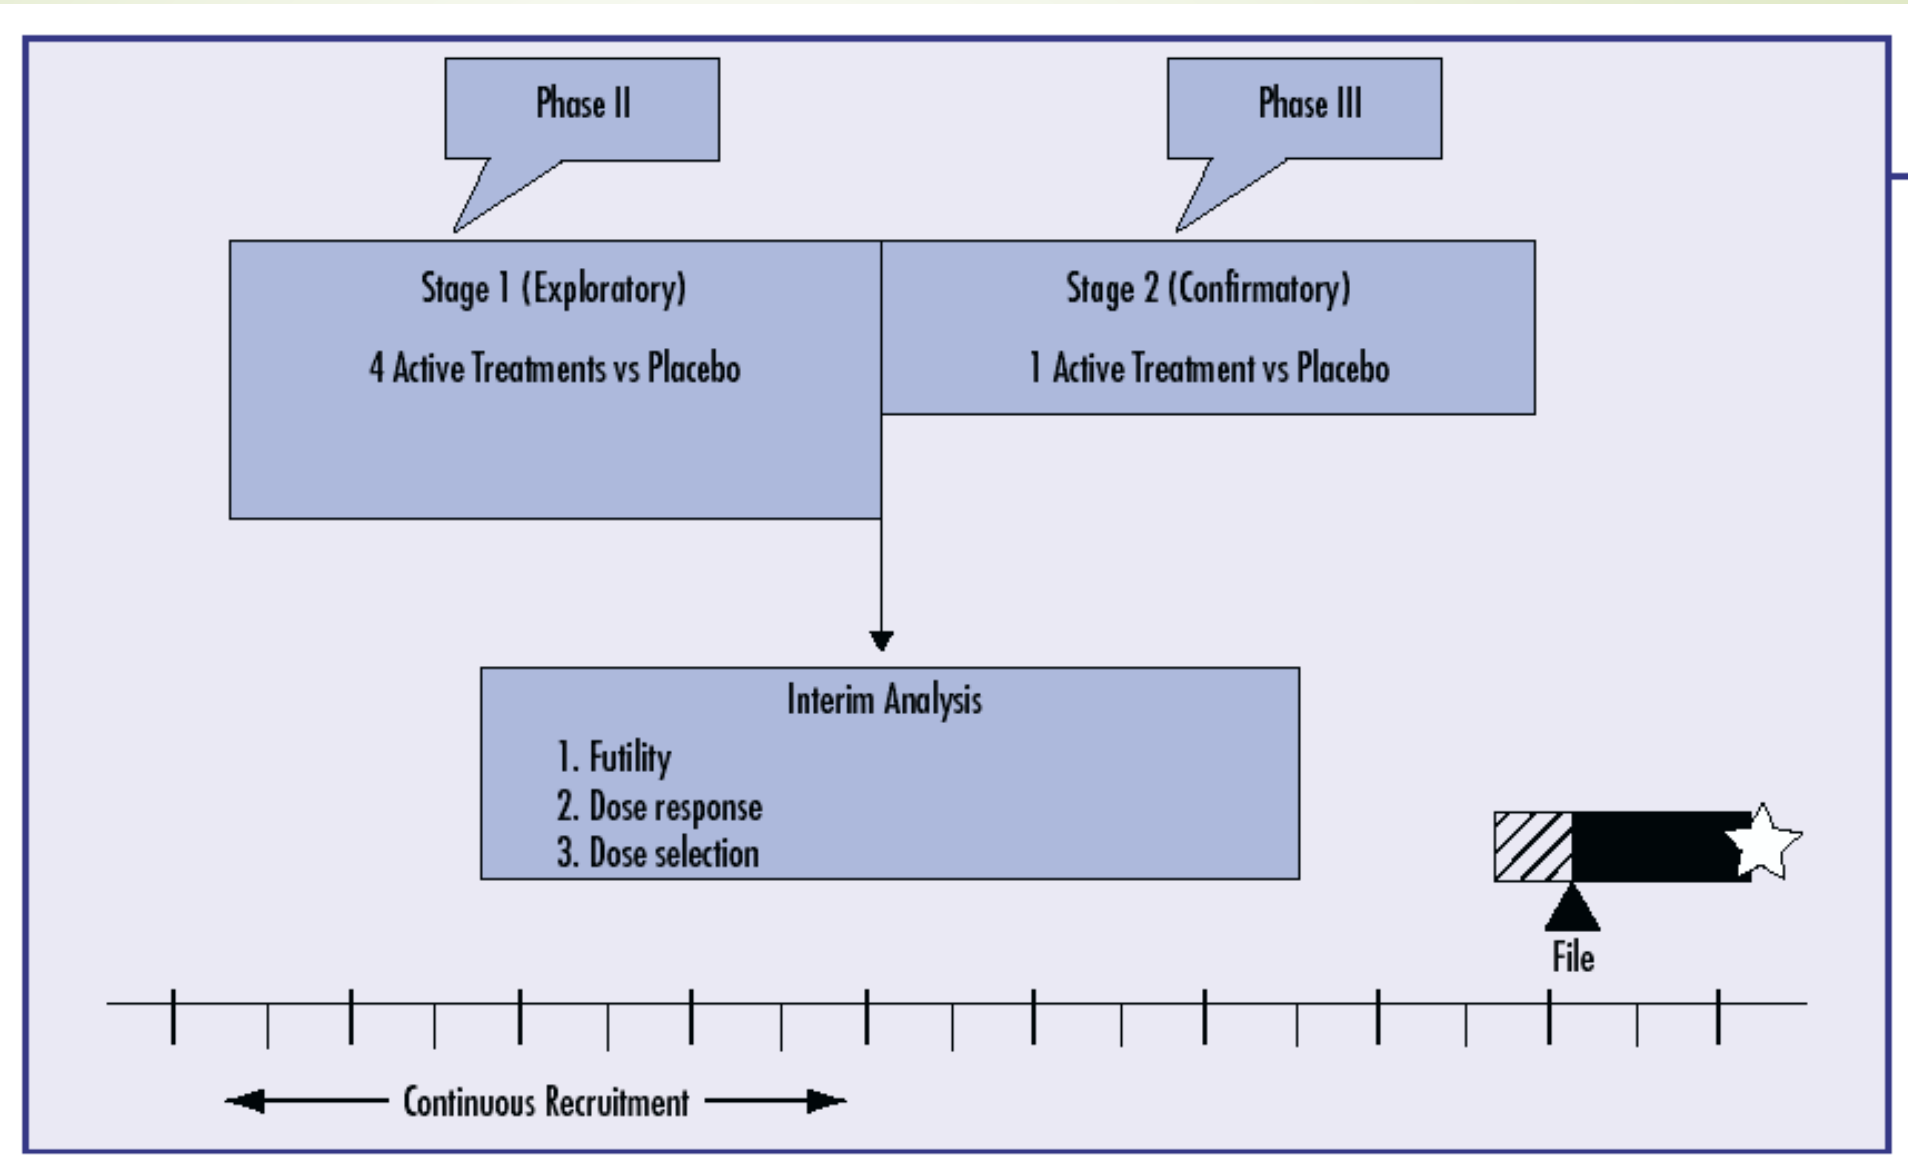 Phase II
Phase III
Stage 1 (Exploratory)
4 Active Treatments vs Placebo
Stage 2 (Confirmatory)
1 Active Treatment vs Placebo
Interim Analysis
1. Futility
2. Dose response
3. Dose selection
File
Continuous Recruitment